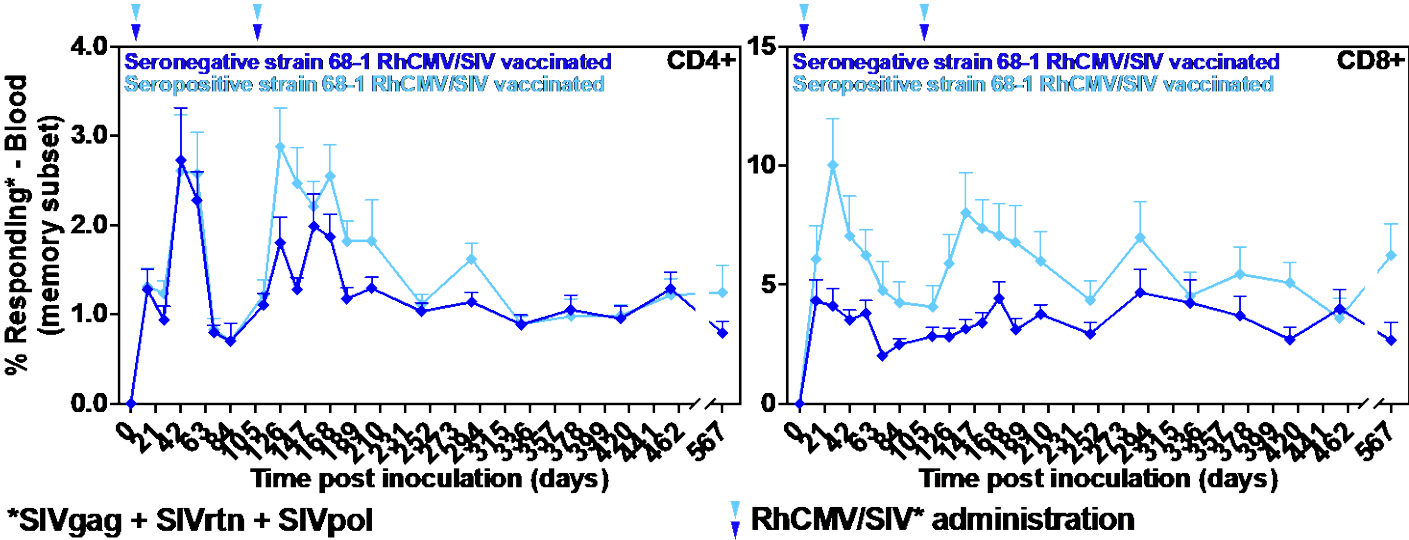 4.0
3.0
2.0
1.0
0.0
% Responding* - Blood
(memory subset)
Seronegative strain 68-1 RhCMV/SIV vaccinated
Seropositive strain 68-1 RhCMV/SIV vaccinated
CD4+
0 21 42 63 84 105 126 147 168 189 210 231 252 273 294 315 336 357 378 399 420 441 462 567
Time post inoculation (days)
15
10
5
0
Seronegative strain 68-1 RhCMV/SIV vaccinated
Seropositive strain 68-1 RhCMV/SIV vaccinated
CD8+
0 21 42 63 84 105 126 147 168 189 210 231 252 273 294 315 336 357 378 399 420 441 462 567
Time post inoculation (days)
*SIVgag + SIVrtn + SIVpol
RhCMV/SIV* administration